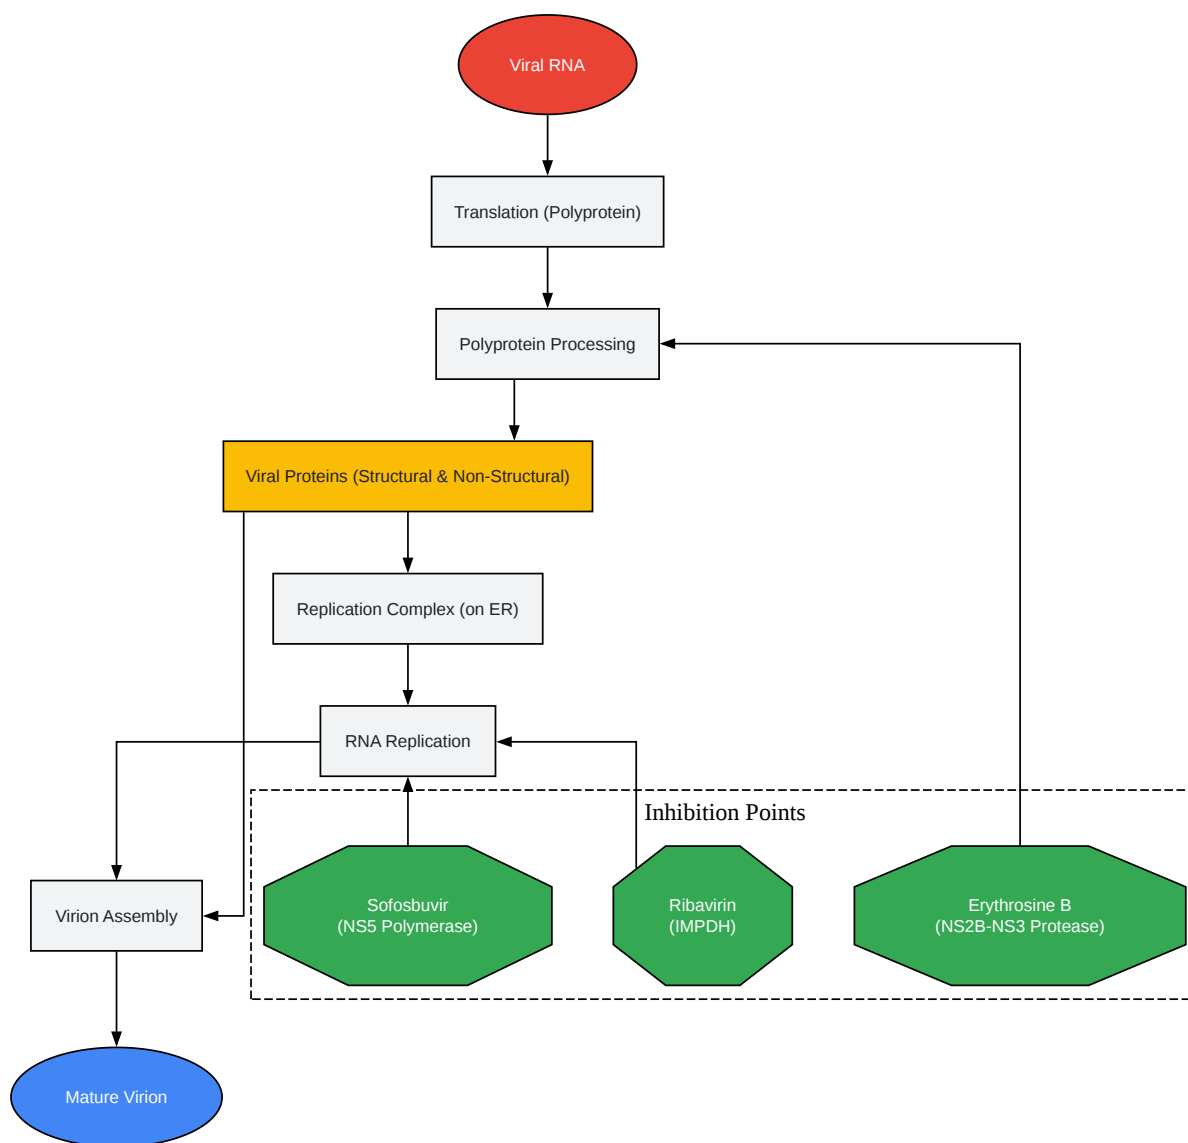 Viral RNA
Translation (Polyprotein)
Polyprotein Processing
Viral Proteins (Structural & Non-Structural)
Replication Complex (on ER)
RNA Replication
Inhibition Points
Sofosbuvir
(NS5 Polymerase)
Ribavirin
(IMPDH)
Erythrosine B
(NS2B-NS3 Protease)
Virion Assembly
Mature Virion